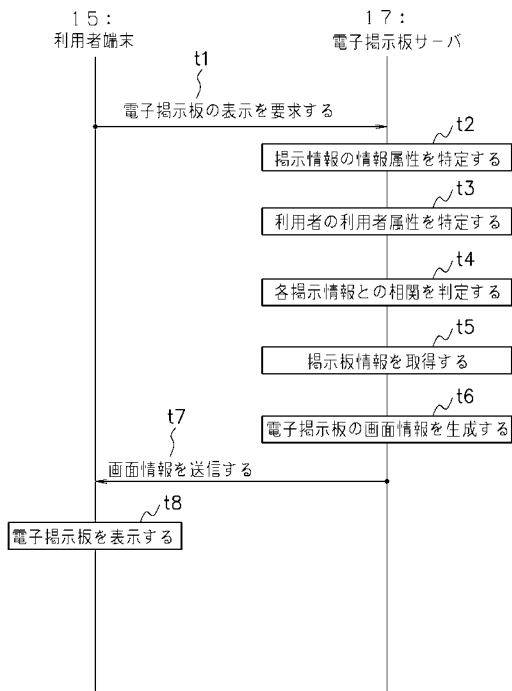 15:
利用者端末
17:
電子掲示板サーバ
t1
電子掲示板の表示を要求する
t2
掲示情報の情報属性を特定する
t3
利用者の利用者属性を特定する
t4
各掲示情報との相関を判定する
t5
掲示板情報を取得する
t6
電子掲示板の画面情報を生成する
t7
画面情報を送信する
t8
電子掲示板を表示する